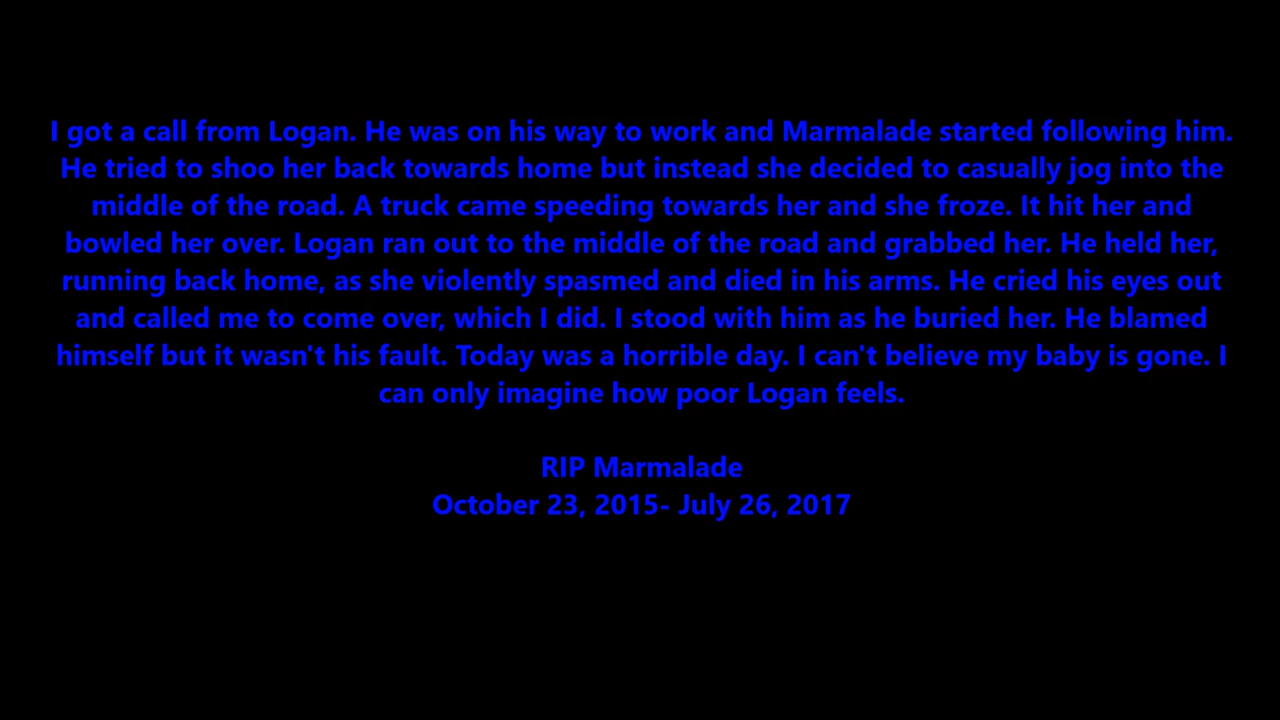 I got a call from Logan. He was on his way to work and Marmalade started following him.
He tried to shoo her back towards home but instead she decided to casually jog into the
middle of the road. A truck came speeding towards her and she froze. It hit her and
bowled her over. Logan ran out to the middle of the road and grabbed her. He held her,
running back home, as she violently spasmed and died in his arms. He cried his eyes out
and called me to come over, which I did. I stood with him as he buried her. He blamed
himself but it wasn't his fault. Today was a horrible day. I can't believe my baby is gone. I
can only imagine how poor Logan feels.
RIP Marmalade
October 23, 2015- July 26, 2017